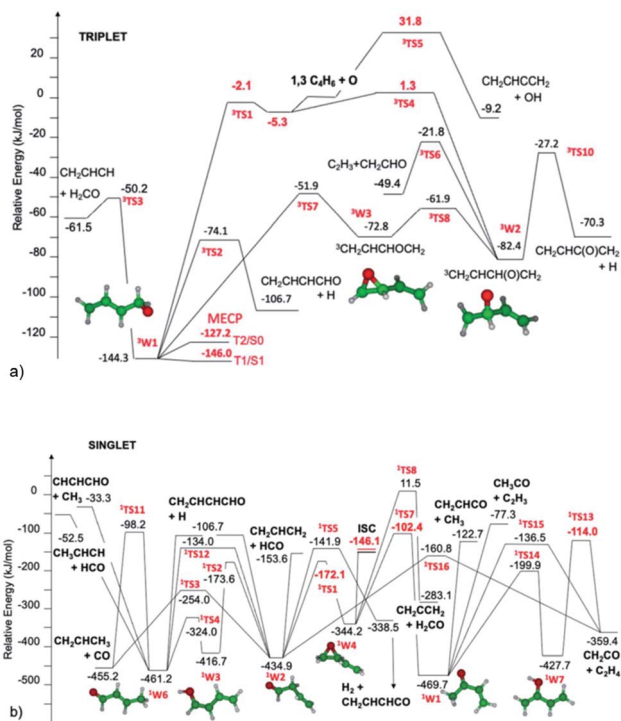 TRIPLET
Relative Energy (kJ/mol)
20
0
-20
-40
-60
-80
-100
-120
31.8
³TS5
-2.1
1,3 C₄H₆ + O
1.3
³TS4
³TS1
-5.3
CH₂CHCCH₂
+ OH
-9.2
-21.8
³TS6
C₂H₃+CH₂CHO
-49.4
-27.2
³TS10
CH₂CHCH
+ H₂CO
-50.2
³TS3
-61.5
-51.9
³TS7
³W3
-72.8
³CH₂CHCHOCH₂
-61.9
³TS8
³W2
-82.4
³CH₂CHCH(O)CH₂
-70.3
CH₂CHC(O)CH₂
+ H
-74.1
³TS2
CH₂CHCHCHO
+ H
-106.7
MECP
³W1
-127.2
T2/S0
-144.3
-146.0
T1/S1
a)
SINGLET
Relative Energy (kJ/mol)
0
-100
-200
-300
-400
-500
CHCHCHO
+ CH₃
-33.3
-52.5
CH₃CHCH
+ HCO
¹TS11
-98.2
CH₂CHCHCHO
+ H
-106.7
-134.0
¹TS12
¹TS2
-173.6
¹TS3
-254.0
¹TS4
-324.0
-416.7
¹W3
CH₂CHCH₃
+ CO
-455.2
-461.2
¹W6
CH₂CHCH₂
+ HCO
-153.6
-434.9
¹W2
¹TS5
-141.9
-172.1
¹TS1
ISC
-146.1
-344.2
¹W4
-338.5
H₂ +
CH₂CHCHCO
¹TS8
11.5
¹TS7
-102.4
CH₂CCH₂
+ H₂CO
-283.1
-160.8
¹TS16
-469.7
¹W1
CH₂CHCO
+ CH₃
-122.7
CH₃CO
+ C₂H₃
-77.3
¹TS15
-136.5
¹TS14
-199.9
¹TS13
-114.0
-427.7
¹W7
-359.4
CH₂CO
+ C₂H₄
b)